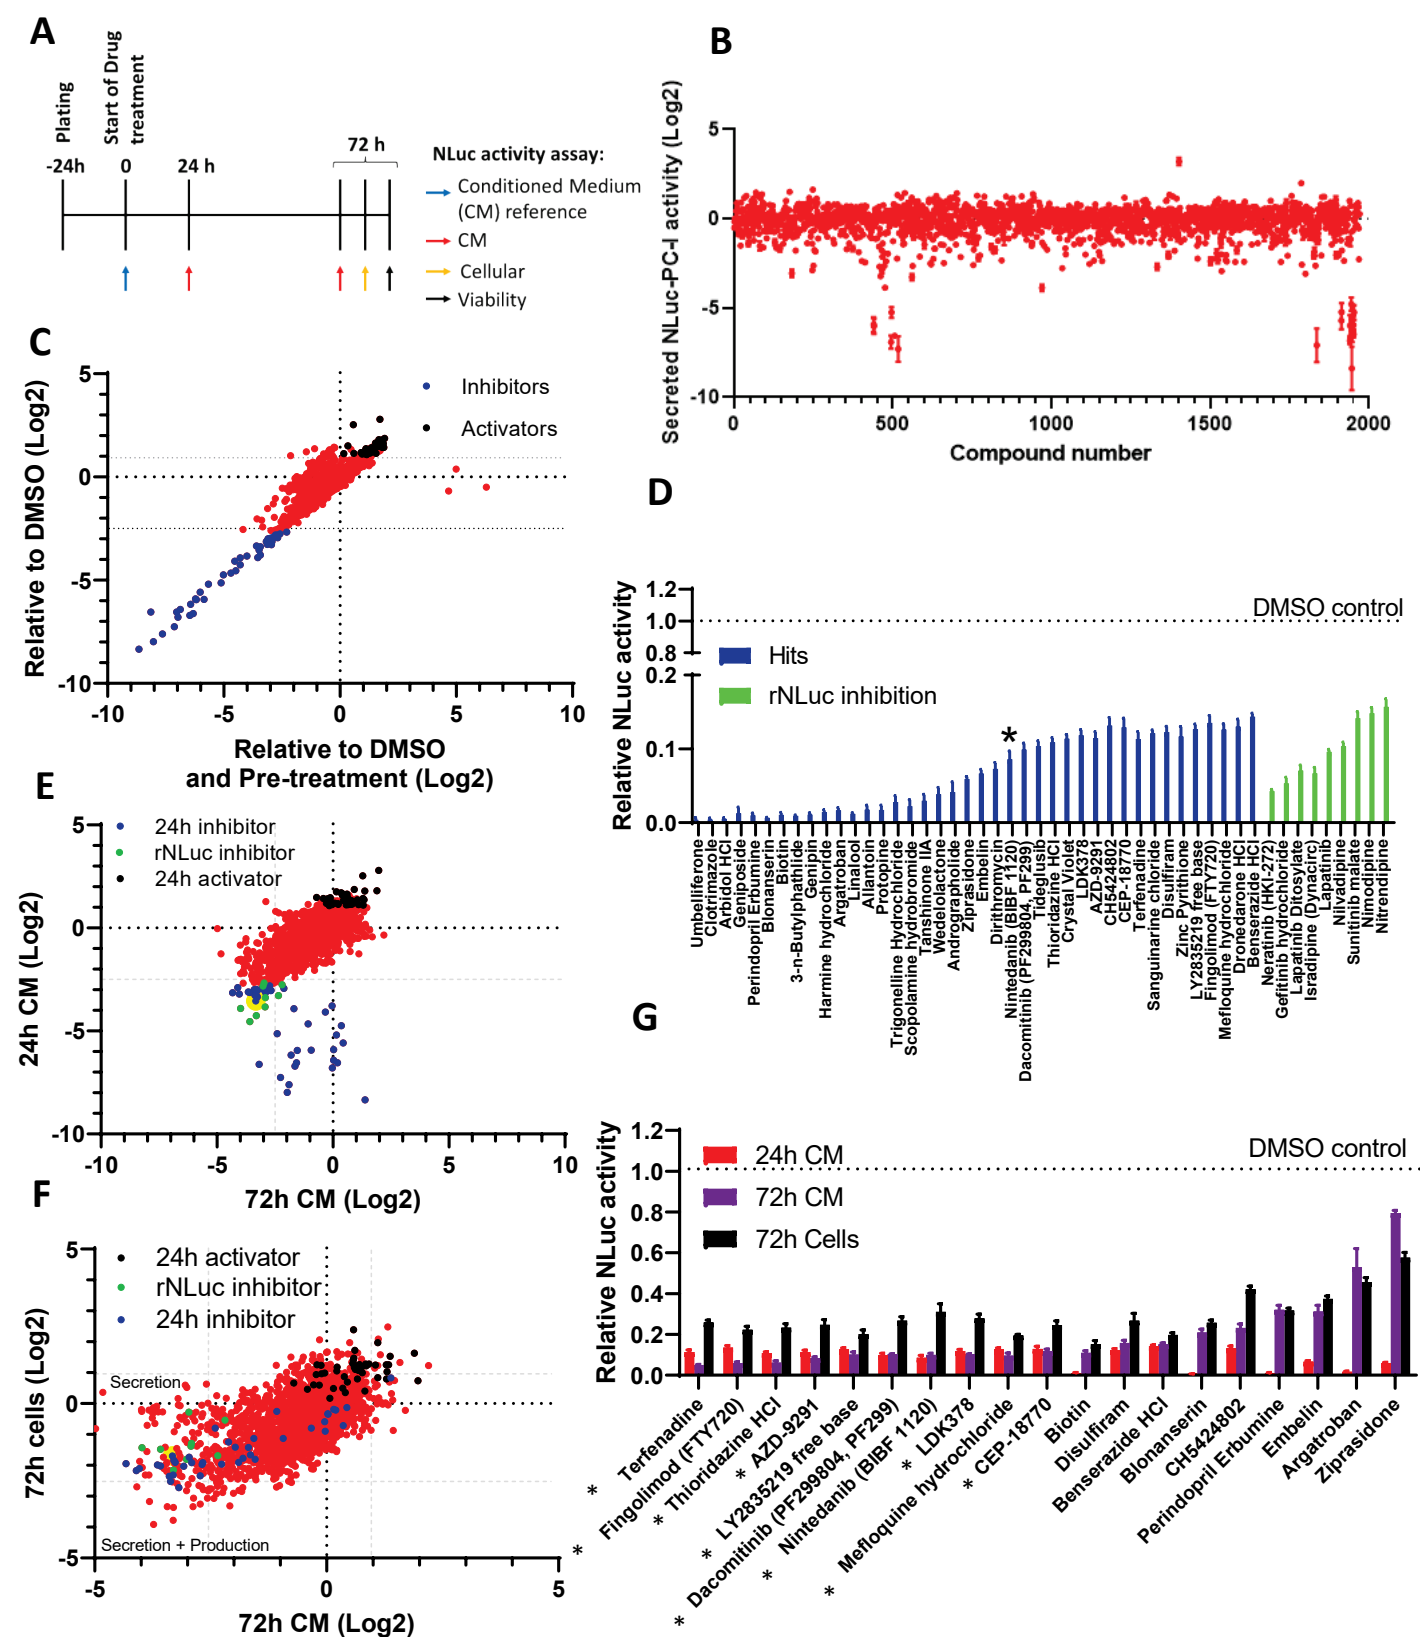 A
Plating
Start of Drug
treatment
-24h
0
24 h
72 h
NLuc activity assay:
Conditioned Medium
(CM) reference
CM
Cellular
Viability
B
Secreted NLuc-PC-I activity (Log2)
5
0
-5
-10
0
500
1000
1500
2000
Compound number
C
Relative to DMSO (Log2)
5
0
-5
-10
-10
-5
0
5
10
Inhibitors
Activators
Relative to DMSO
and Pre-treatment (Log2)
D
Relative NLuc activity
1.2
1.0
0.8
0.2
0.1
0.0
DMSO control
Hits
rNLuc inhibition
*
Umbelliferone
Clotrimazole
Arbidol HCl
Geniposide
Perindopril Erbumine
Blonanserin
Biotin
3-n-Butylphathlide
Genipin
Harmine hydrochloride
Argatroban
Linalool
Allantoin
Protopine
Trigonelline Hydrochloride
Scopolamine hydrobromide
Tanshinone IIA
Wedelolactone
Andrographolide
Ziprasidone
Embelin
Dirithromycin
Nintedanib (BIBF 1120)
Dacomitinib (PF299804, PF299)
Tideglusib
Thioridazine HCl
Crystal Violet
LDK378
AZD-9291
CH5424802
CEP-18770
Terfenadine
Sanguinarine chloride
Disulfiram
Zinc Pyrithione
LY2835219 free base
Fingolimod (FTY720)
Mefloquine hydrochloride
Dronedarone HCl
Benserazide HCl
Neratinib (HKI-272)
Gefitinib hydrochloride
Lapatinib Ditosylate
Isradipine (Dynacirc)
Lapatinib
Nilvadipine
Sunitinib malate
Nimodipine
Nitrendipine
E
24h CM (Log2)
5
0
-5
-10
-10
-5
0
5
10
24h inhibitor
rNLuc inhibitor
24h activator
72h CM (Log2)
F
72h cells (Log2)
5
0
-5
-5
0
5
24h activator
rNLuc inhibitor
24h inhibitor
Secretion
Secretion + Production
72h CM (Log2)
G
Relative NLuc activity
1.2
1.0
0.8
0.6
0.4
0.2
0.0
DMSO control
24h CM
72h CM
72h Cells
* Terfenadine
* Fingolimod (FTY720)
* Thioridazine HCl
* AZD-9291
* LY2835219 free base
* Dacomitinib (PF299804, PF299)
* Nintedanib (BIBF 1120)
* LDK378
* Mefloquine hydrochloride
* CEP-18770
Biotin
Disulfiram
Benserazide HCl
Blonanserin
CH5424802
Perindopril Erbumine
Embelin
Argatroban
Ziprasidone